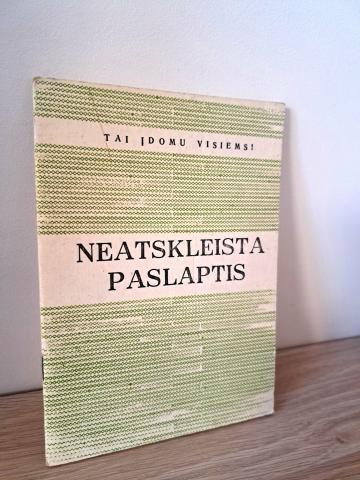 TAI ĮDOMU VISIEMS!
NEATSKLEISTA
PASLAPTIS